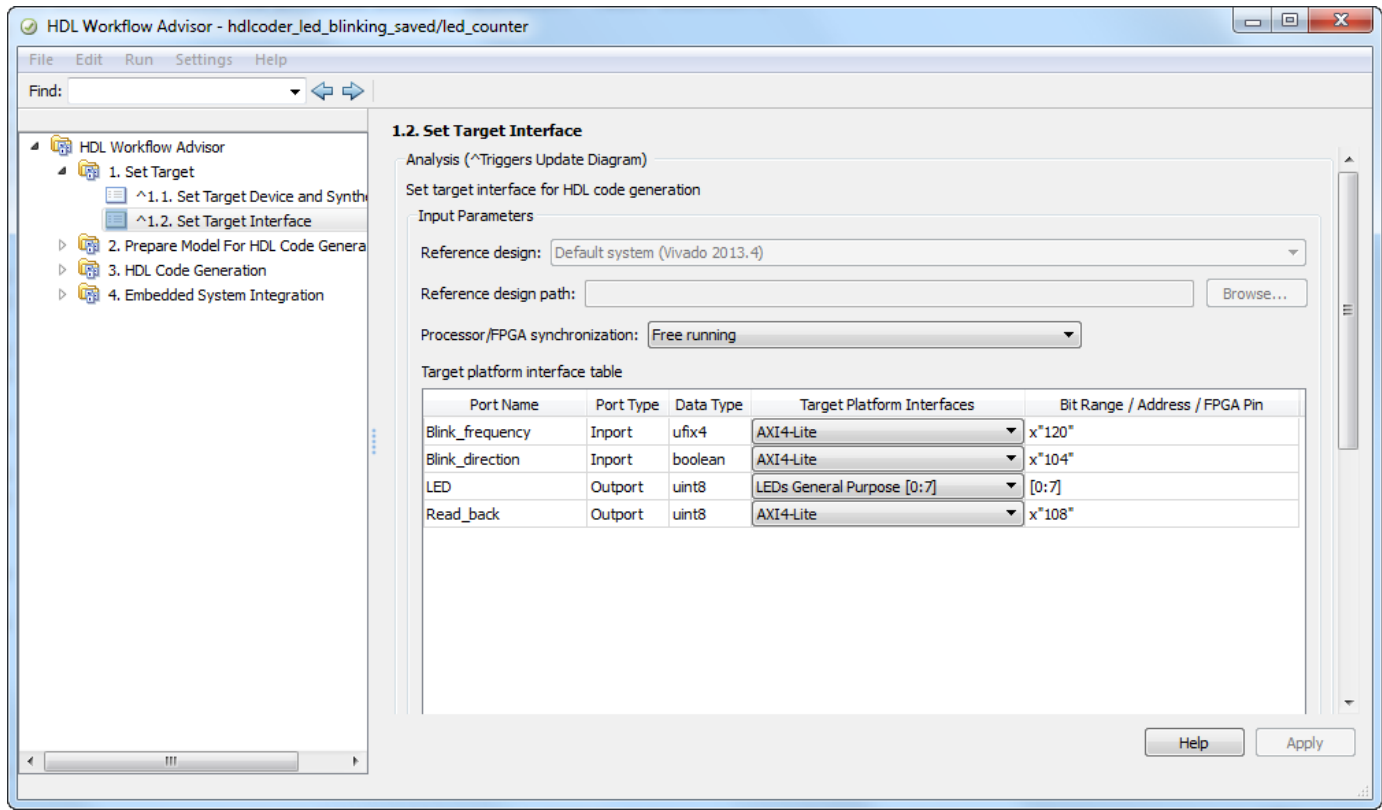 HDL Workflow Advisor - hdlcoder_led_blinking_saved/led_counter
File Edit Run Settings Help
Find:
HDL Workflow Advisor
1. Set Target
^1.1. Set Target Device and Synthe
^1.2. Set Target Interface
2. Prepare Model For HDL Code Genera
3. HDL Code Generation
4. Embedded System Integration
1.2. Set Target Interface
Analysis (^Triggers Update Diagram)
Set target interface for HDL code generation
Input Parameters
Reference design: Default system (Vivado 2013.4)
Reference design path: Browse...
Processor/FPGA synchronization: Free running
Target platform interface table
Port Name Port Type Data Type Target Platform Interfaces Bit Range / Address / FPGA Pin
Blink_frequency Inport ufix4 AXI4-Lite x"120"
Blink_direction Inport boolean AXI4-Lite x"104"
LED Outport uint8 LEDs General Purpose [0:7] [0:7]
Read_back Outport uint8 AXI4-Lite x"108"
Help Apply